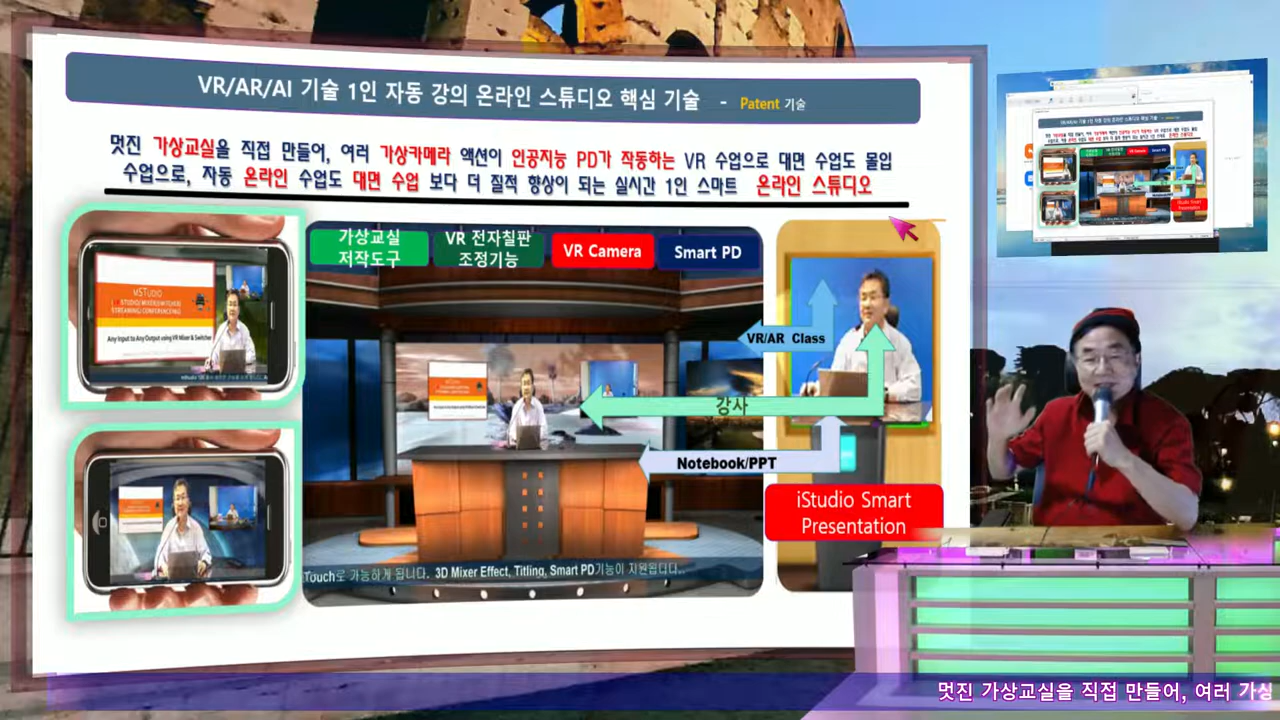 VR/AR/AI 기술 1인 자동 강의 온라인 스튜디오 핵심 기술 - Patent 기술
멋진 가상교실을 직접 만들어, 여러 가상카메라 액션이 인공지능 PD가 작동하는 VR 수업으로 대면 수업도 몰입
수업으로, 자동 온라인 수업도 대면 수업 보다 더 질적 향상이 되는 실시간 1인 스마트 온라인 스튜디오
가상교실
저작도구
VR 전자칠판
조정기능
VR Camera
Smart PD
Any Input to Any Output using VR Mixer & Switcher
VR/AR Class
강사
Notebook/PPT
iStudio Smart
Presentation
Touch로 가능하게 됩니다. 3D Mixer Effect, Titling, Smart PD기능이 지원됩니다..
멋진 가상교실을 직접 만들어, 여러 가상